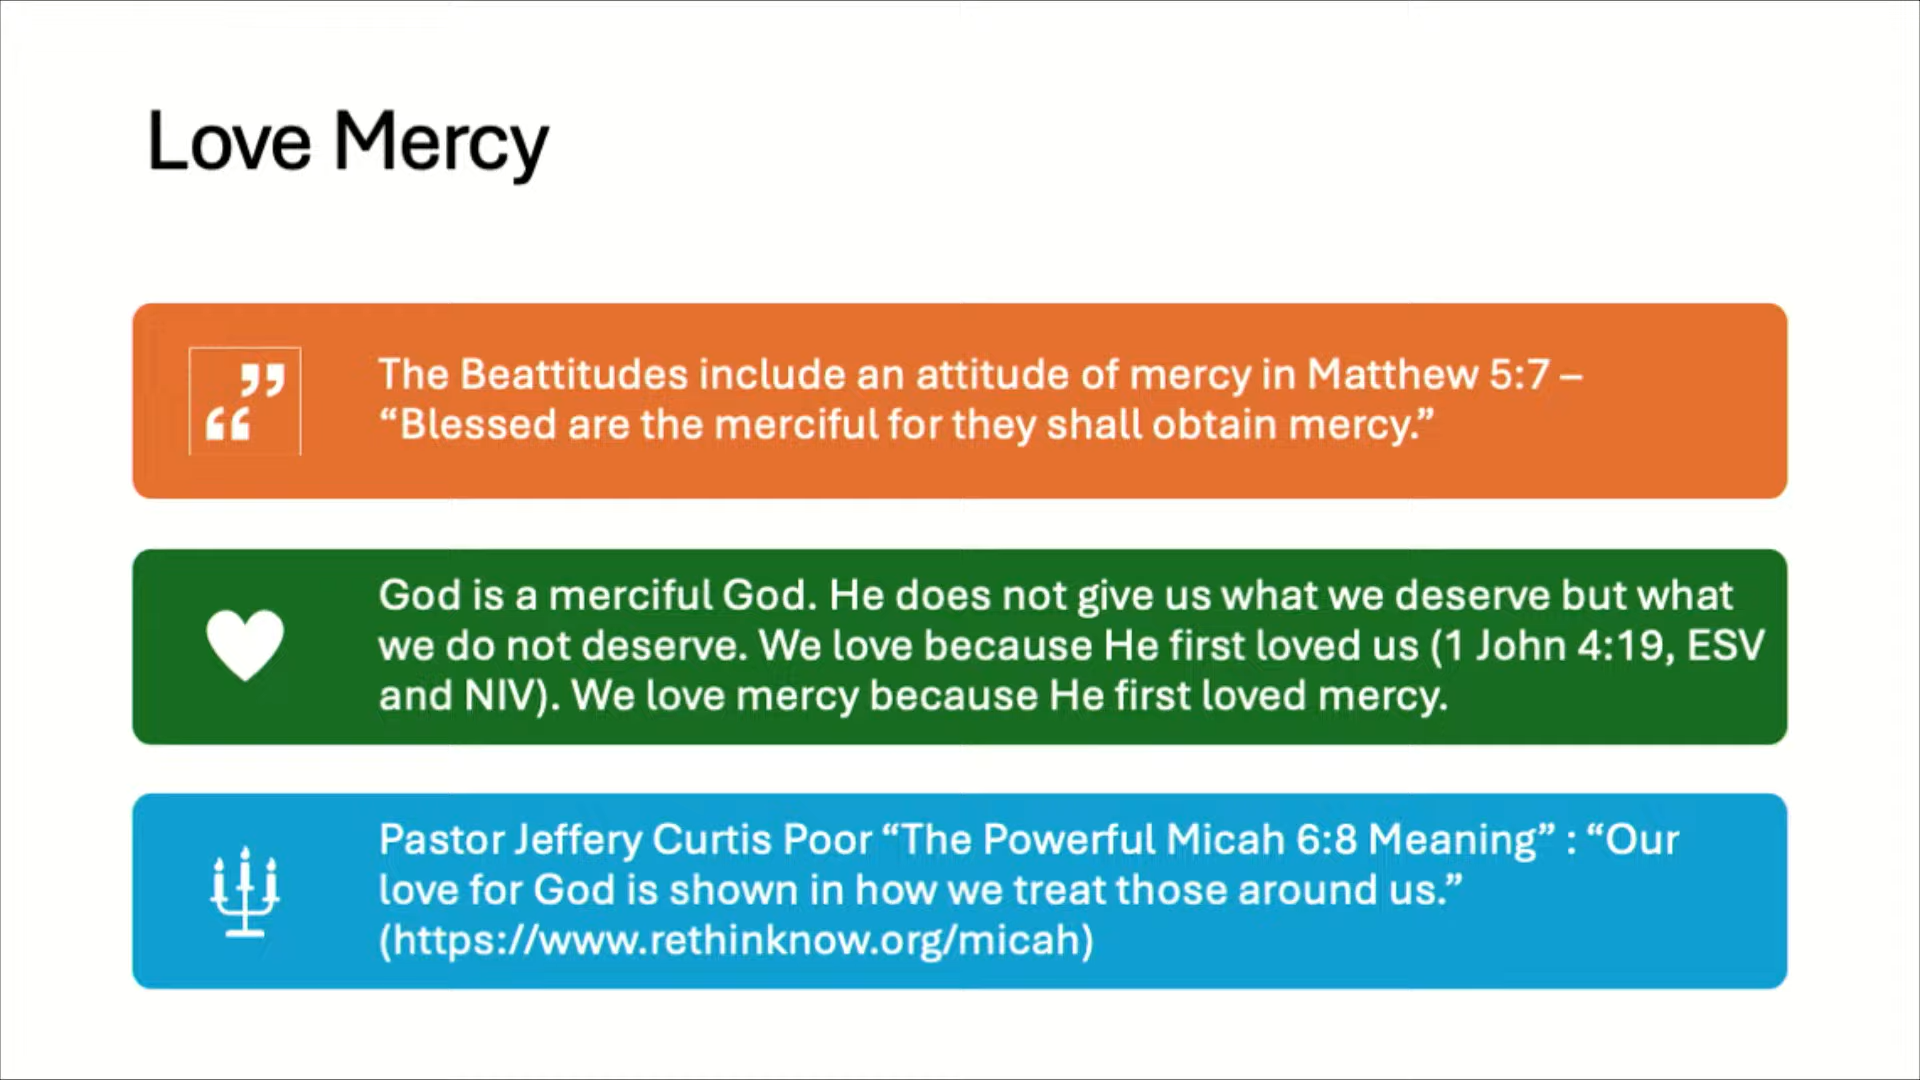 Love Mercy
The Beattitudes include an attitude of mercy in Matthew 5:7 –
“Blessed are the merciful for they shall obtain mercy.”
God is a merciful God. He does not give us what we deserve but what
we do not deserve. We love because He first loved us (1 John 4:19, ESV
and NIV). We love mercy because He first loved mercy.
Pastor Jeffery Curtis Poor “The Powerful Micah 6:8 Meaning” : “Our
love for God is shown in how we treat those around us.”
(https://www.rethinknow.org/micah)